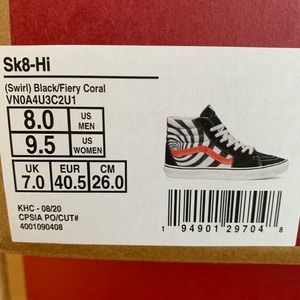 Sk8-Hi
(Swirl) Black/Fiery Coral
VN0A4U3C2U1
8.0 US MEN
9.5 US WOMEN
UK EUR CM
7.0 40.5 26.0
KHC - 08/20
CPSIA PO/CUT#
4001090408
1 94901 29704 8